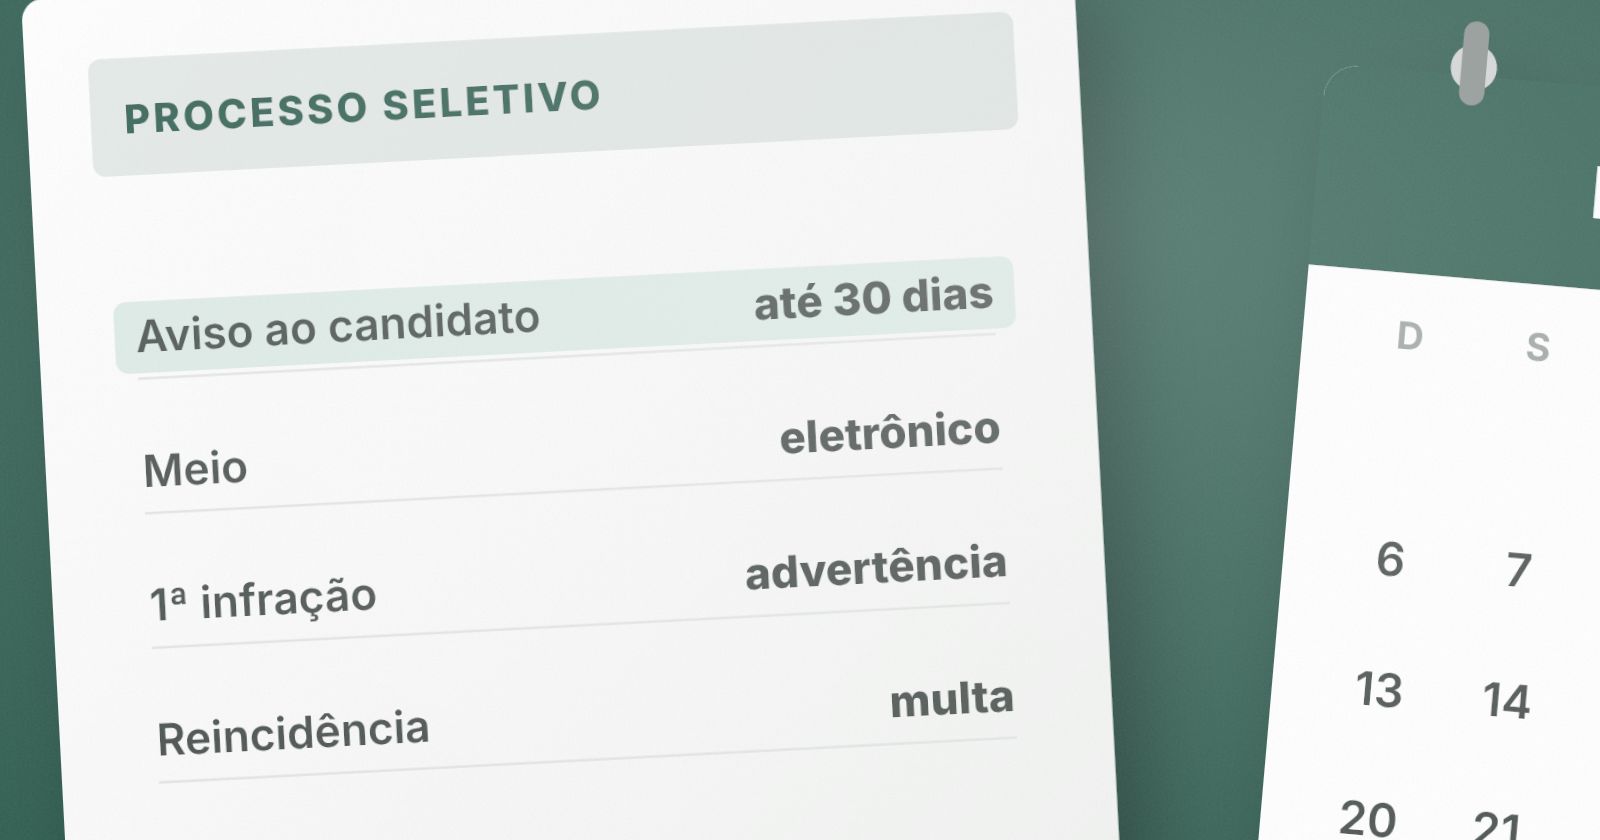 PROCESSO SELETIVO
Aviso ao candidato até 30 dias
Meio eletrônico
1ª infração advertência
Reincidência multa
D S
6 7
13 14
20 21